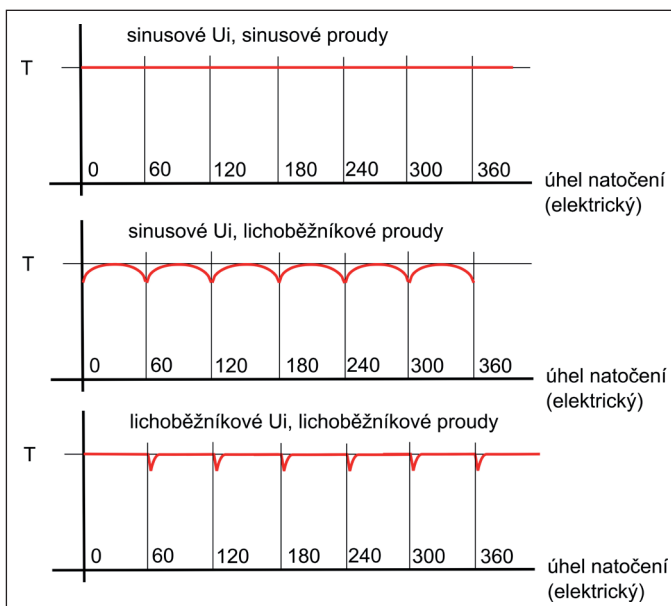 sinusové Ui, sinusové proudy
T
0 60 120 180 240 300 360
úhel natočení
(elektrický)
sinusové Ui, lichoběžníkové proudy
T
0 60 120 180 240 300 360
úhel natočení
(elektrický)
lichoběžníkové Ui, lichoběžníkové proudy
T
0 60 120 180 240 300 360
úhel natočení
(elektrický)